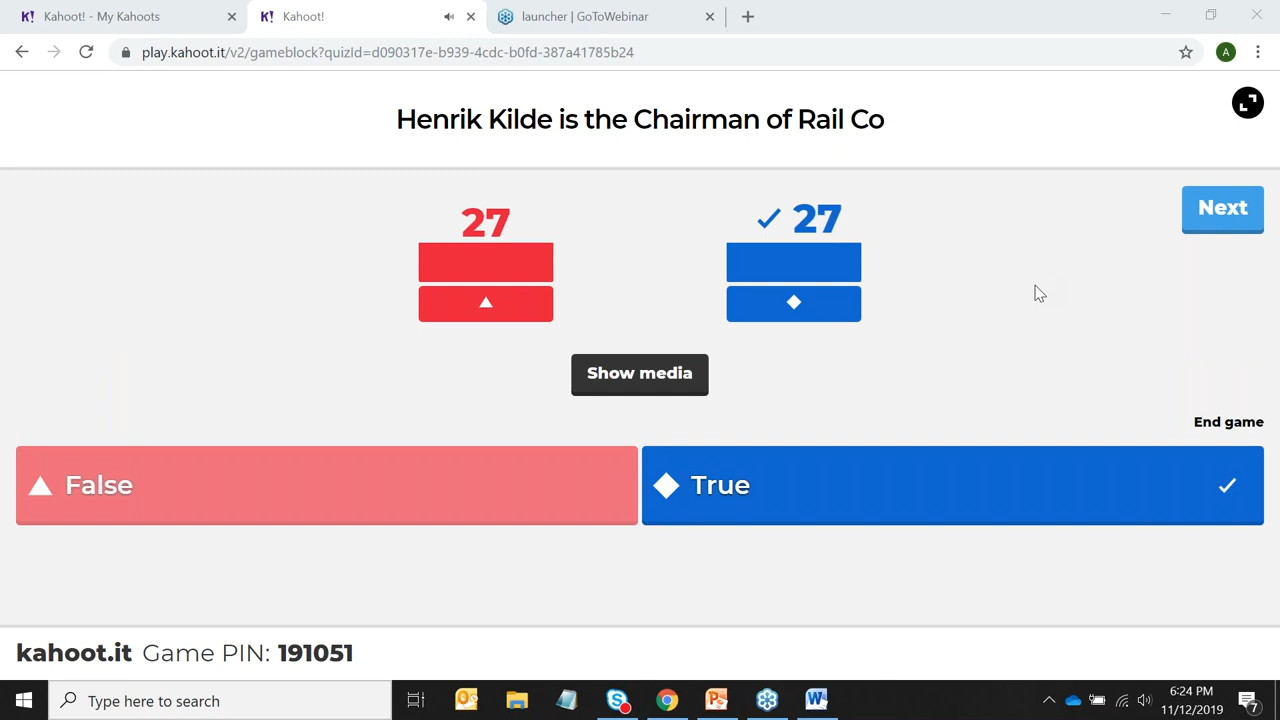 K! Kahoot! - My Kahoots
K! Kahoot!
launcher | GoToWebinar
play.kahoot.it/v2/gameblock?quizId=d090317e-b939-4cdc-b0fd-387a41785b24
A
Henrik Kilde is the Chairman of Rail Co
Next
27
27
Show media
End game
False
True
kahoot.it Game PIN: 191051
Type here to search
6:24 PM
11/12/2019
7